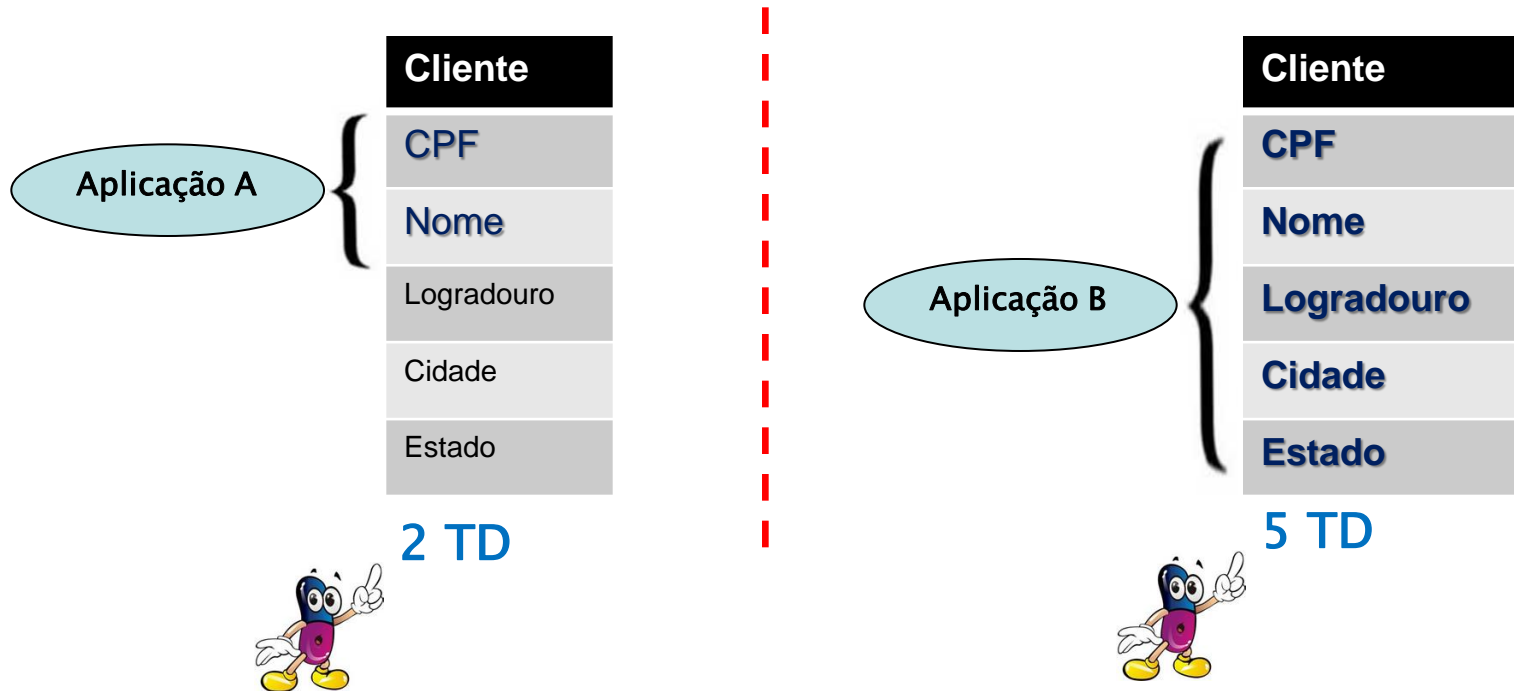 Cliente
Aplicação A
CPF
Nome
Logradouro
Cidade
Estado
2 TD
Cliente
Aplicação B
CPF
Nome
Logradouro
Cidade
Estado
5 TD